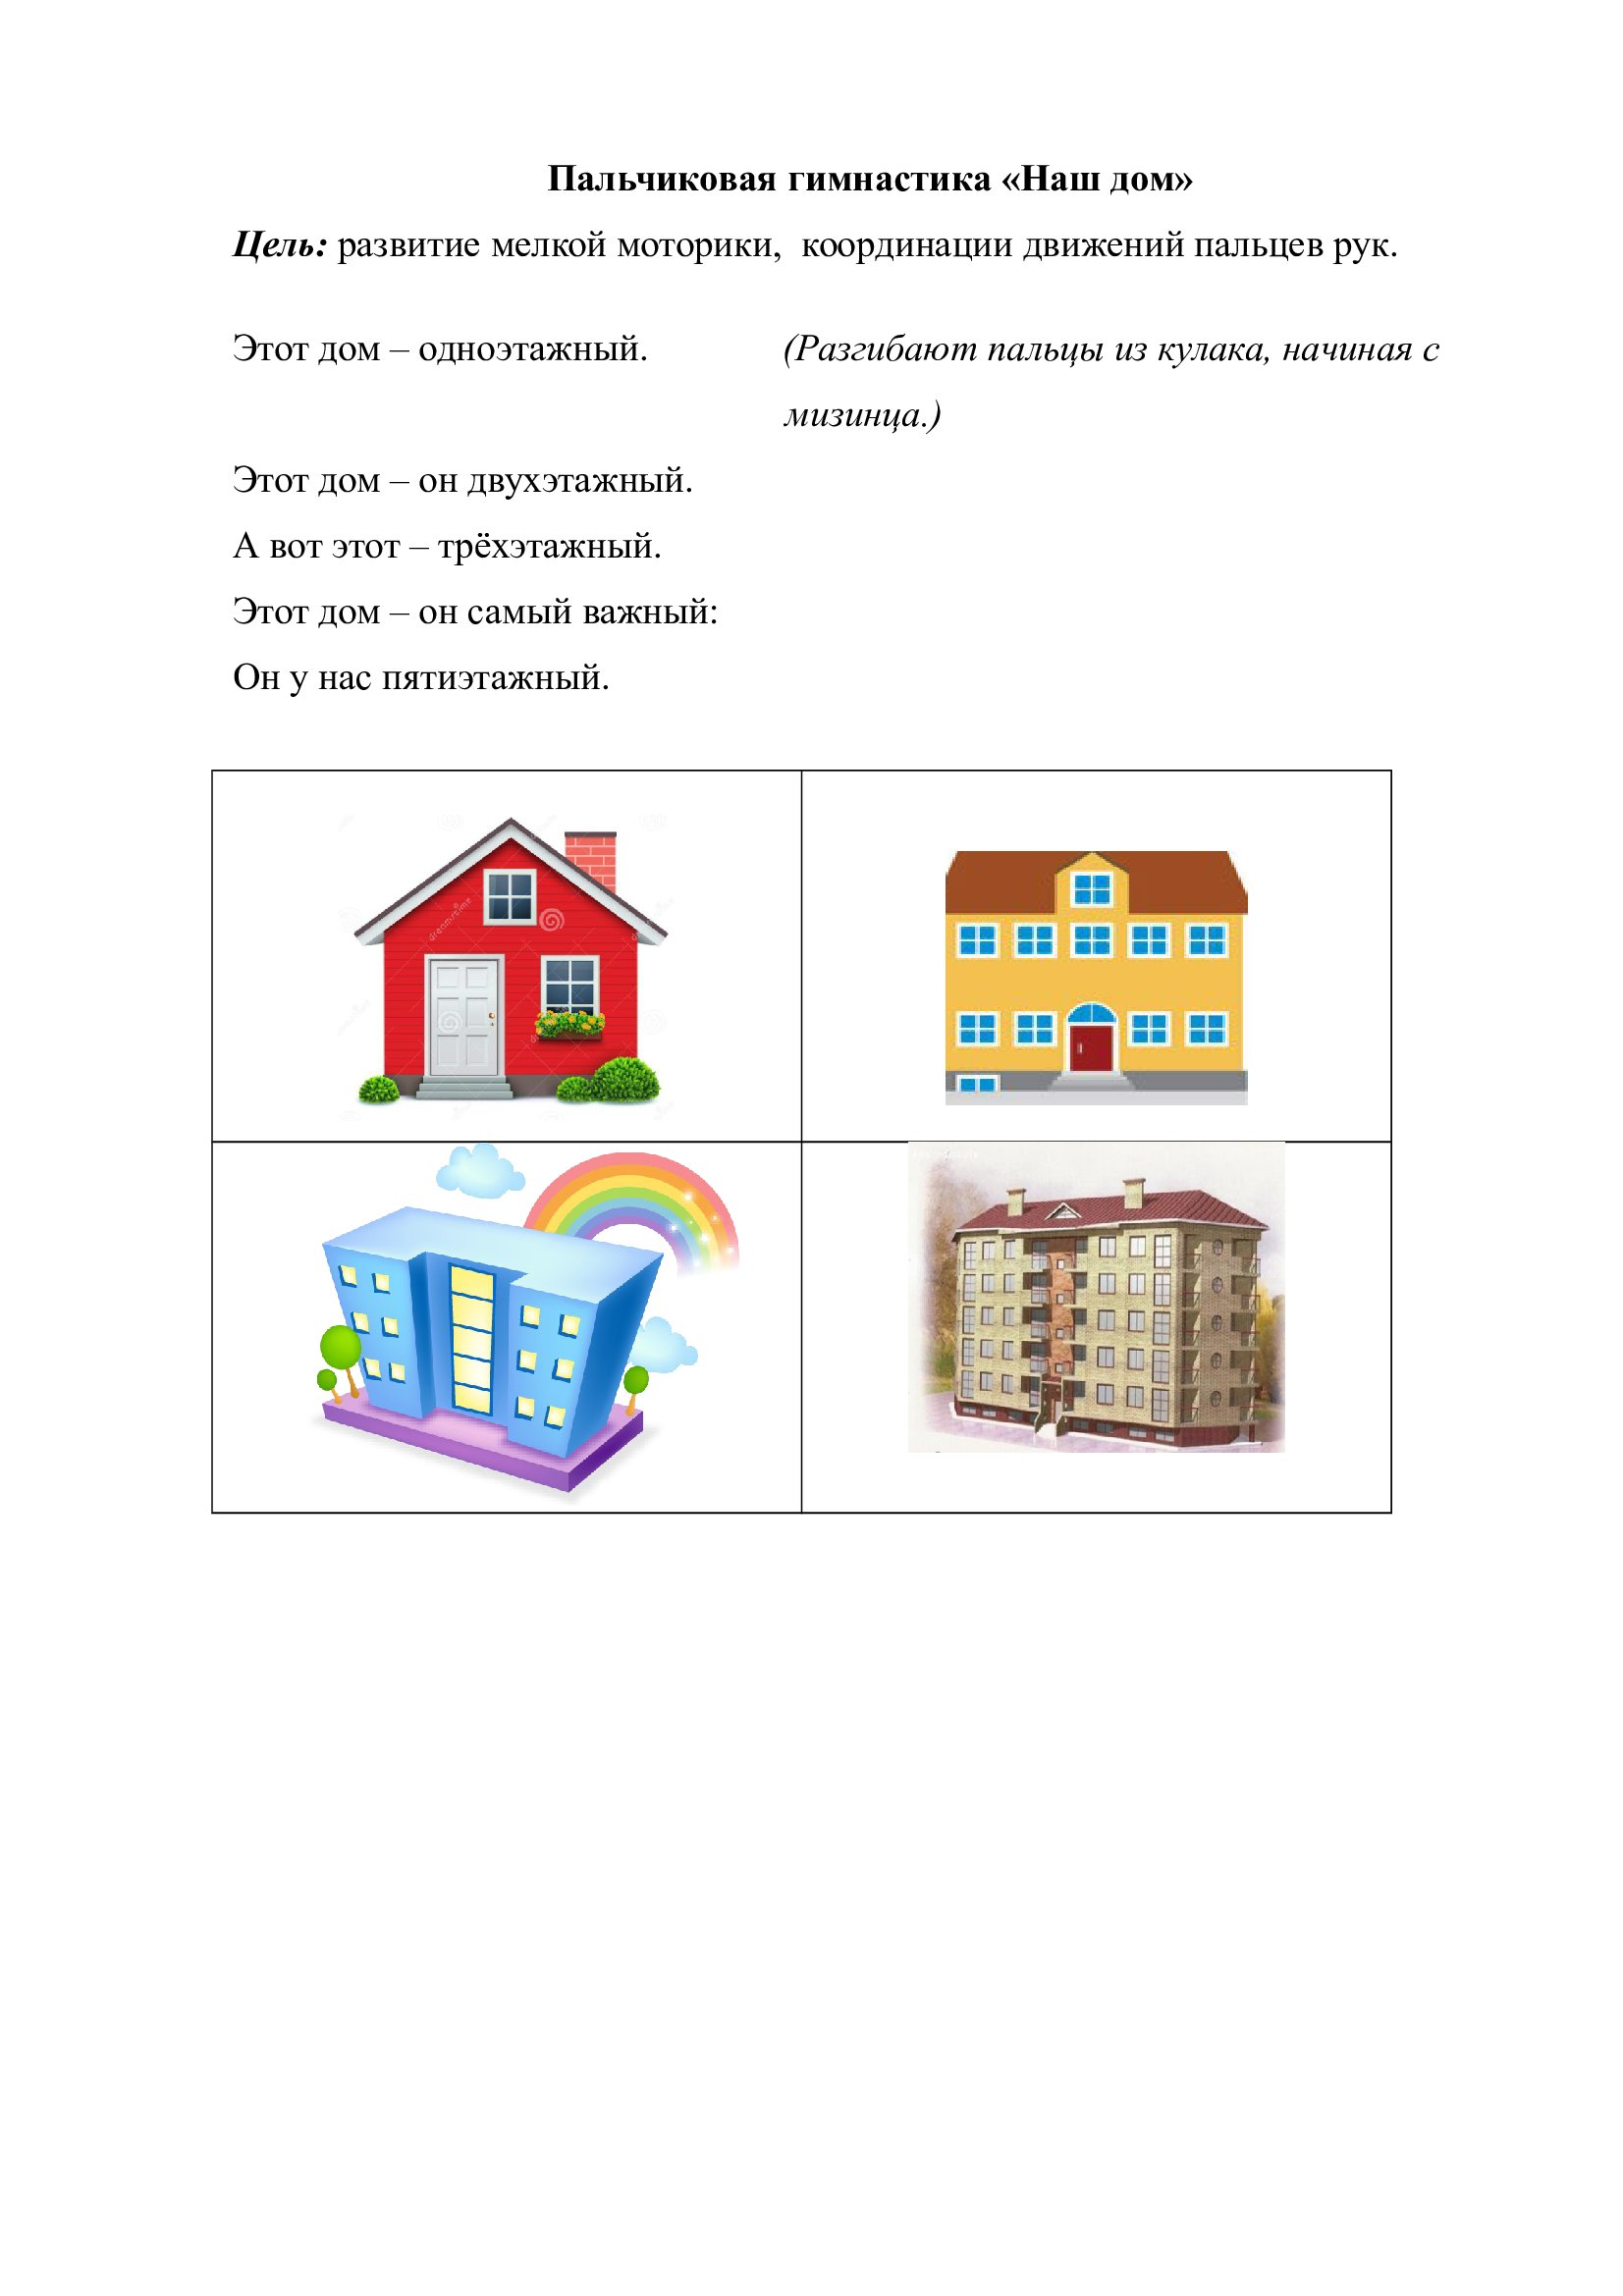 Пальчиковая гимнастика «Наш дом»
Цель: развитие мелкой моторики,  координации движений пальцев рук.
Этот дом – одноэтажный. (Разгибают пальцы из кулака, начиная с
мизинца.)
Этот дом – он двухэтажный.
А вот этот – трёхэтажный.
Этот дом – он самый важный:
Он у нас пятиэтажный.